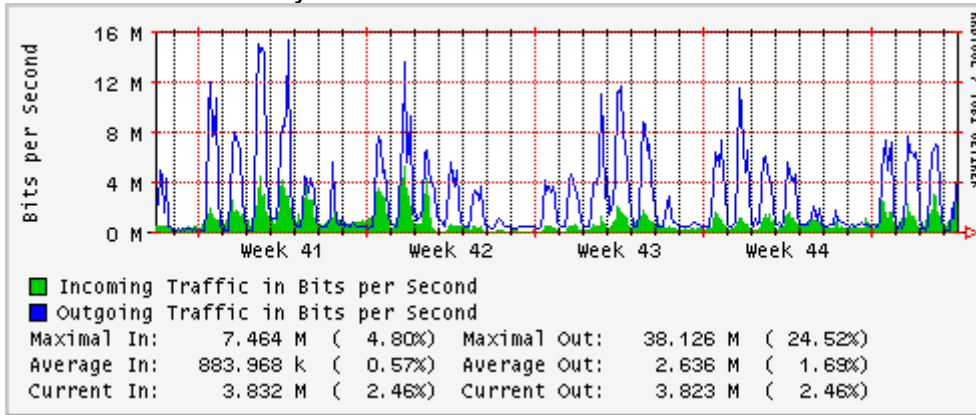 16 M
12 M
8 M
4 M
0 M
Bits per Second
Week 41 Week 42 Week 43 Week 44
Incoming Traffic in Bits per Second
Outgoing Traffic in Bits per Second
Maximal In: 7.464 M ( 4.80%) Maximal Out: 38.126 M ( 24.52%)
Average In: 883.968 k ( 0.57%) Average Out: 2.636 M ( 1.69%)
Current In: 3.832 M ( 2.46%) Current Out: 3.823 M ( 2.46%)